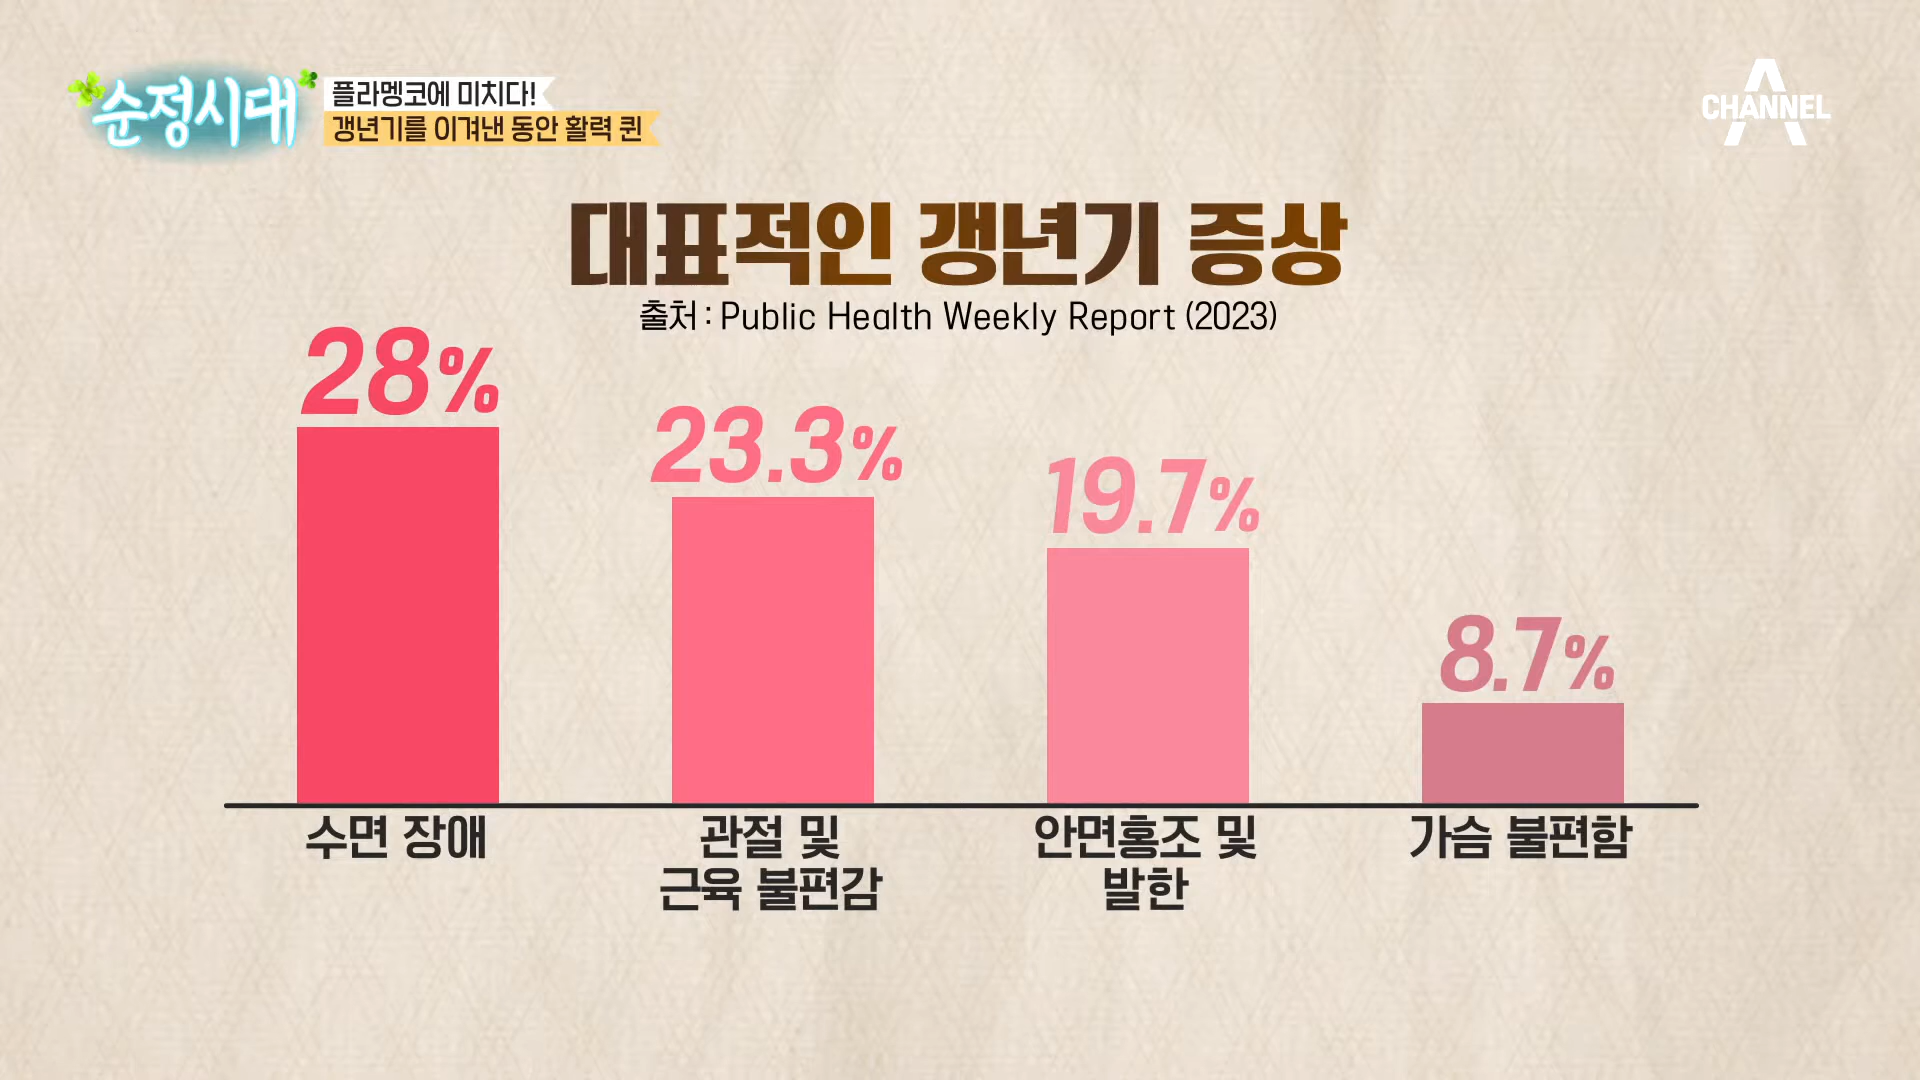 순정시대
플라멩코에 미치다!
갱년기를 이겨낸 동안 활력 퀸
CHANNEL A
대표적인 갱년기 증상
출처 : Public Health Weekly Report (2023)
28%
23.3%
19.7%
8.7%
수면 장애
관절 및
근육 불편감
안면홍조 및
발한
가슴 불편함